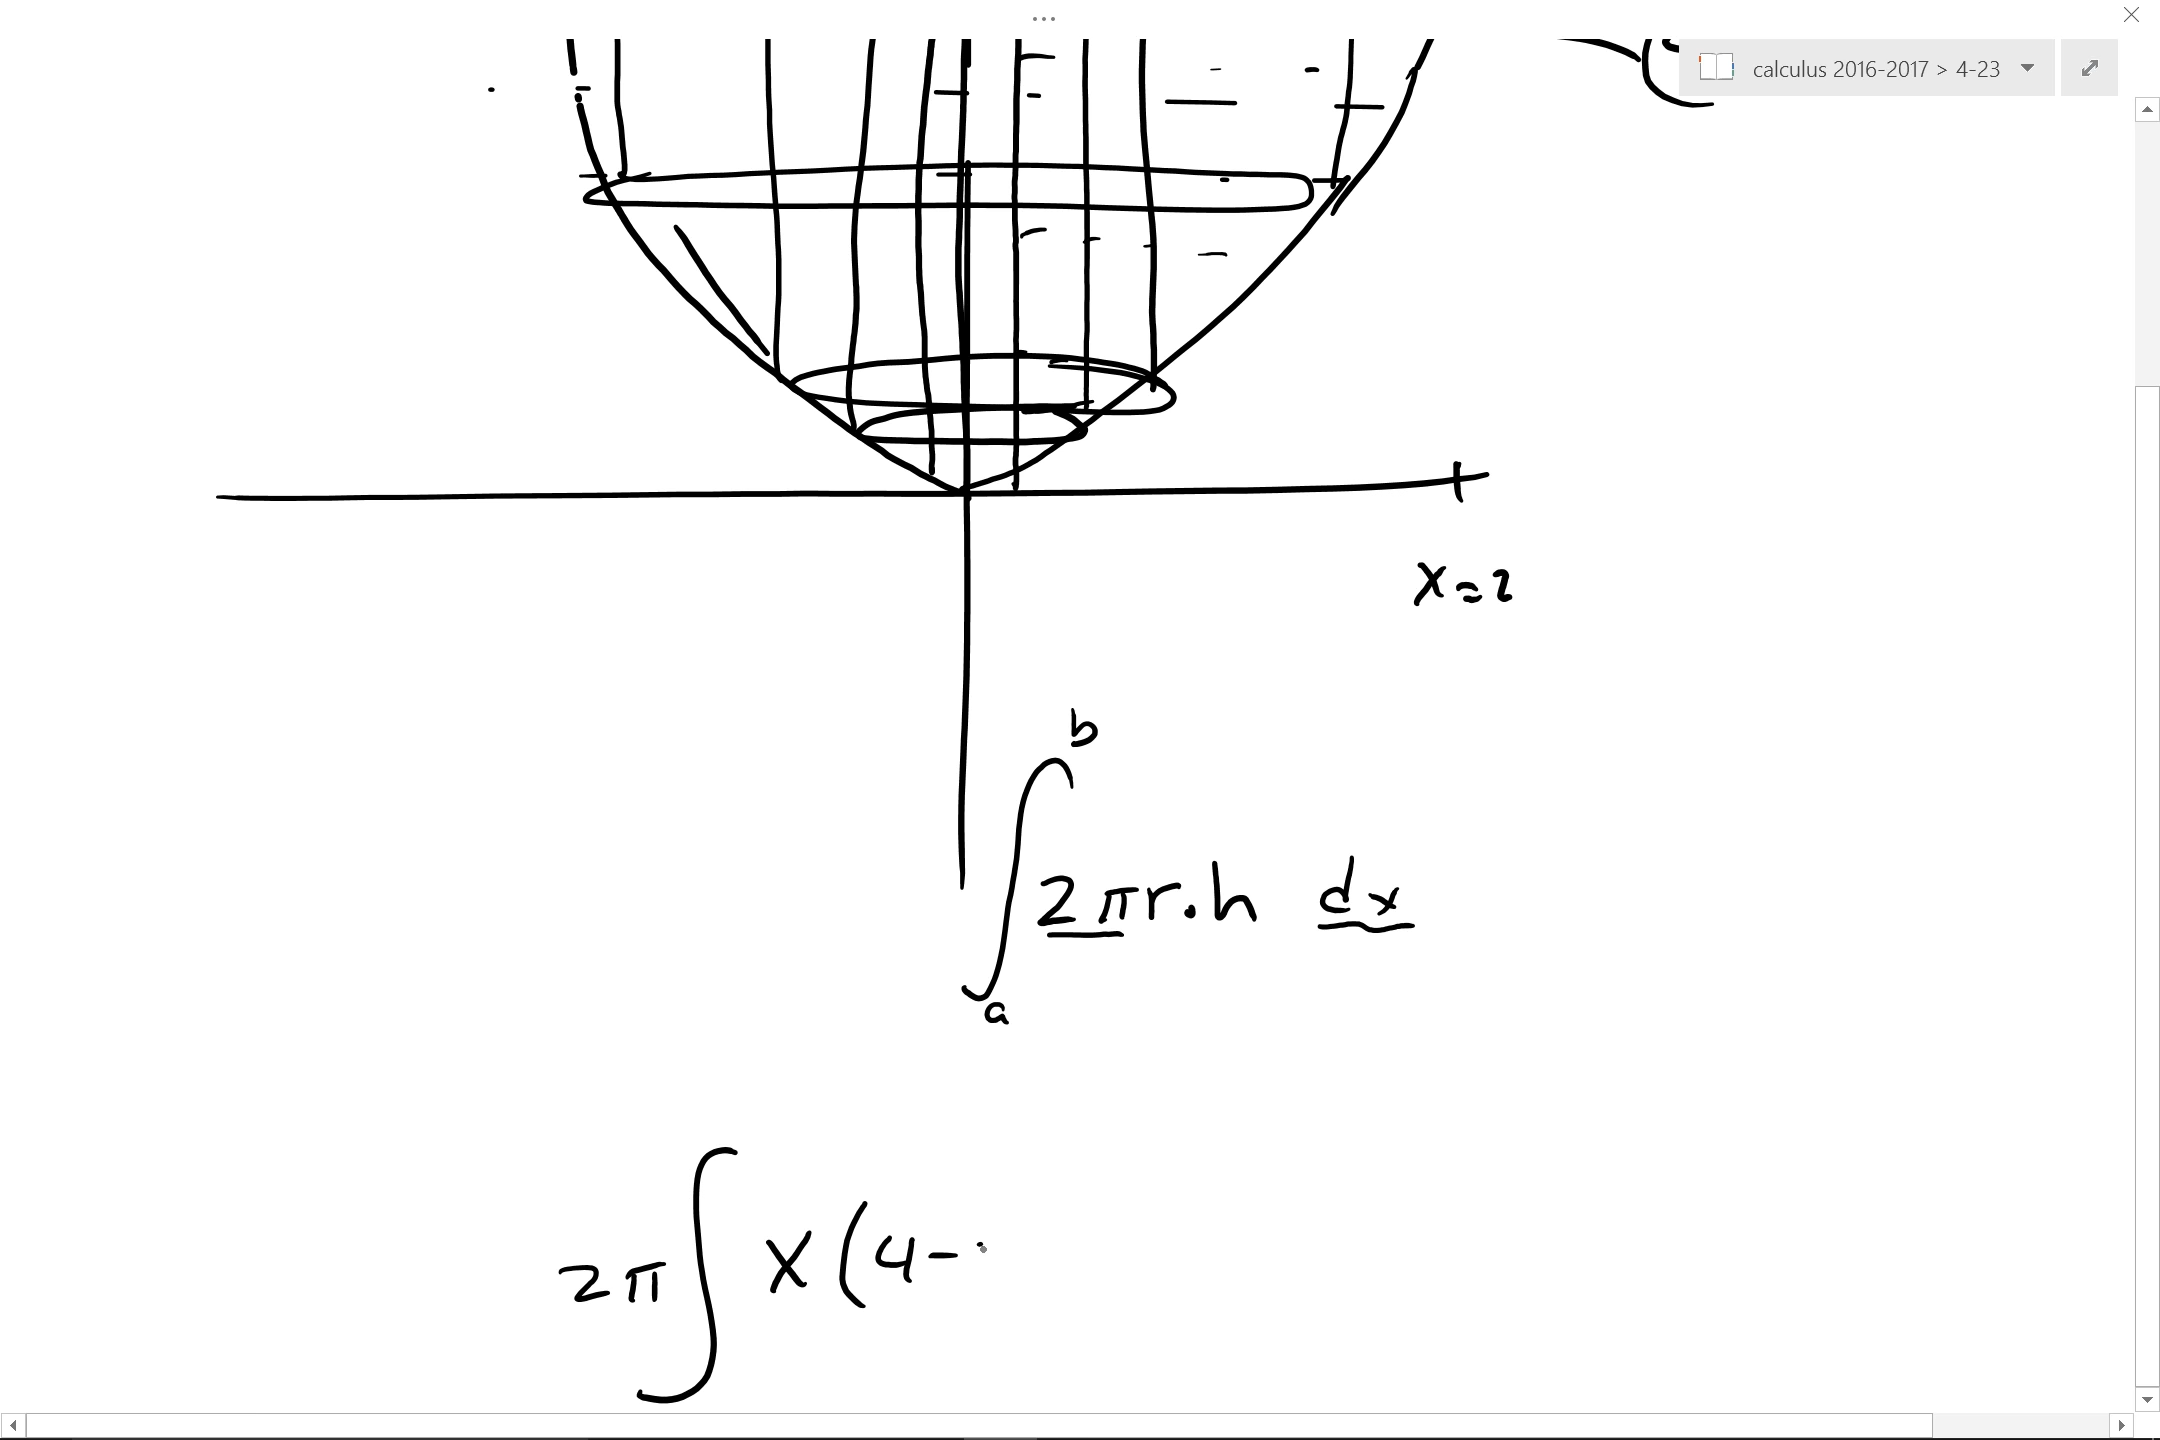 calculus 2016-2017 > 4-23
x = 2
b
∫ 2πr·h dx
a
2π ∫ x (4 -